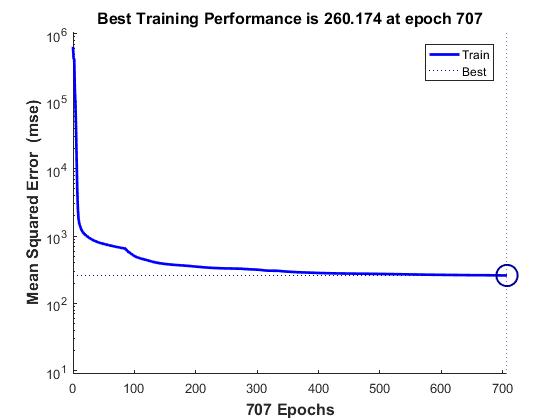 Best Training Performance is 260.174 at epoch 707
Mean Squared Error (mse)
10^6
10^5
10^4
10^3
10^2
10^1
Train
Best
0 100 200 300 400 500 600 700
707 Epochs